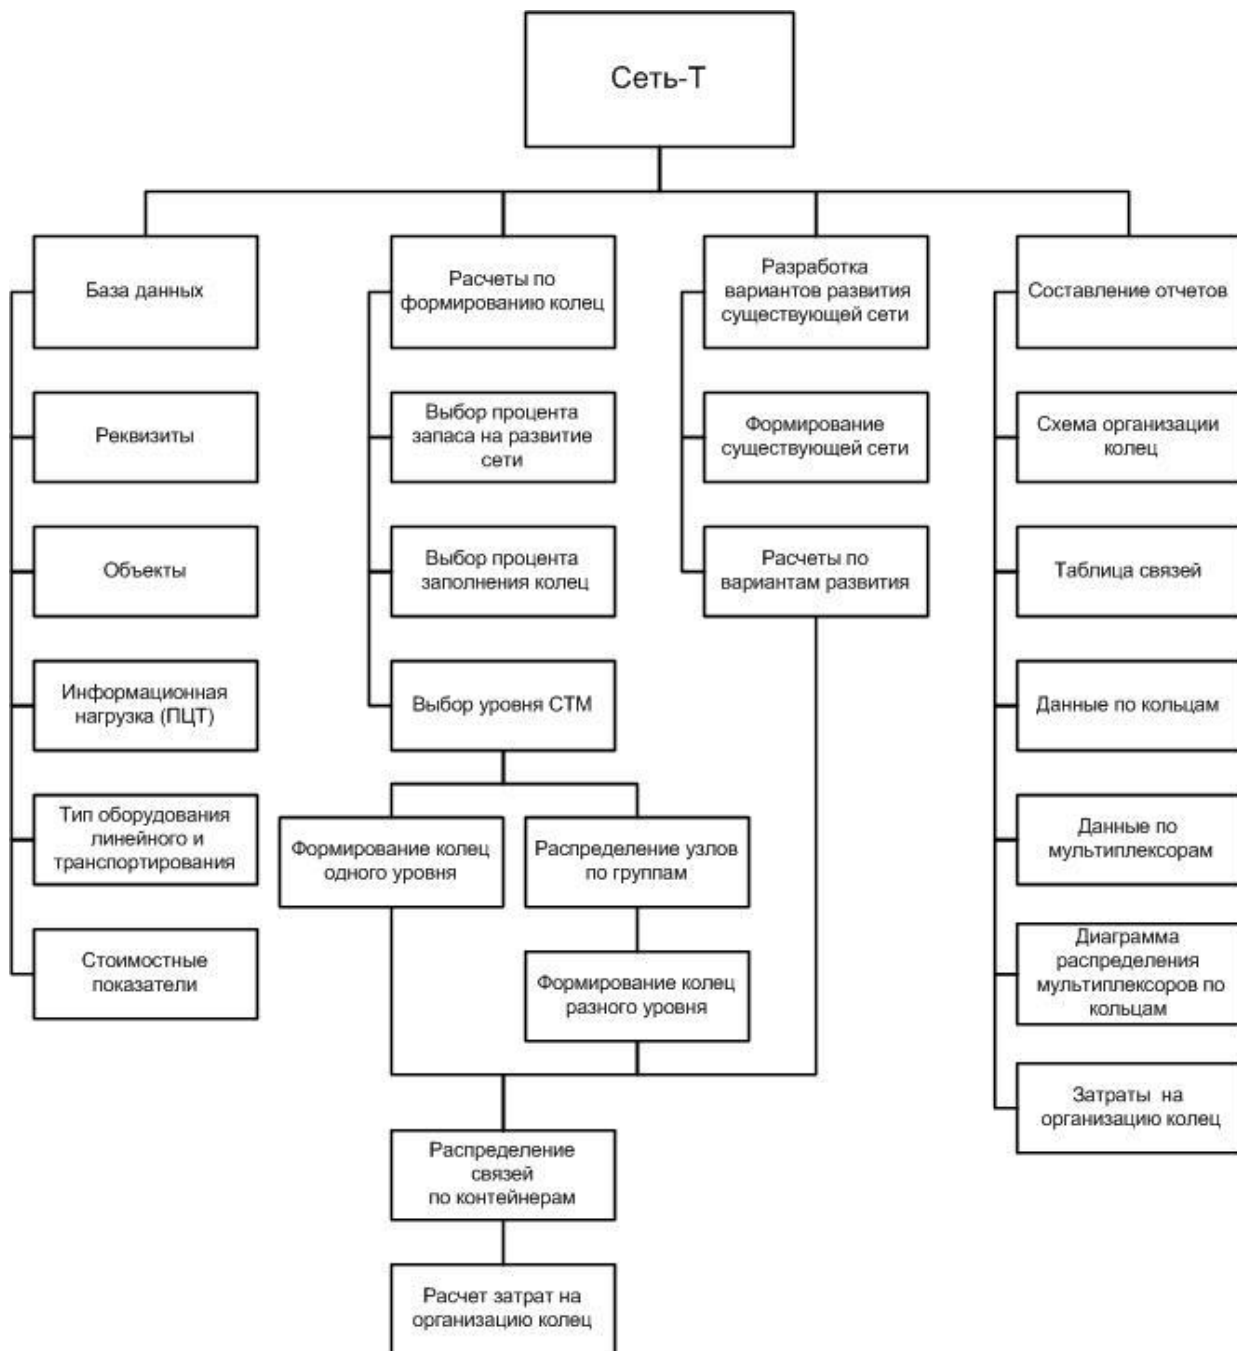 Сеть-Т
База данных
Расчеты по
формированию колец
Разработка
вариантов развития
существующей сети
Составление отчетов
Реквизиты
Выбор процента
запаса на развитие
сети
Формирование
существующей сети
Схема организации
колец
Объекты
Выбор процента
заполнения колец
Расчеты по
вариантам развития
Таблица связей
Информационная
нагрузка (ПЦТ)
Выбор уровня СТМ
Данные по кольцам
Тип оборудования
линейного и
транспортирования
Формирование колец
одного уровня
Распределение узлов
по группам
Данные по
мультиплексорам
Стоимостные
показатели
Формирование колец
разного уровня
Диаграмма
распределения
мультиплексоров по
кольцам
Затраты на
организацию колец
Распределение
связей
по контейнерам
Расчет затрат на
организацию колец